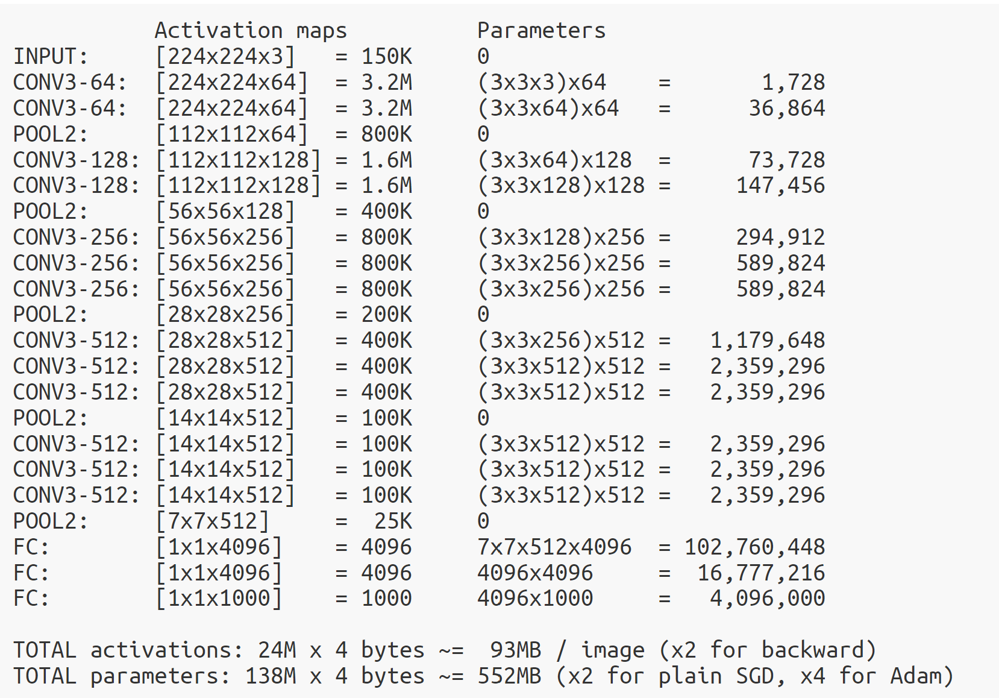 Activation maps Parameters
INPUT: [224x224x3] = 150K 0
CONV3-64: [224x224x64] = 3.2M (3x3x3)x64 = 1,728
CONV3-64: [224x224x64] = 3.2M (3x3x64)x64 = 36,864
POOL2: [112x112x64] = 800K 0
CONV3-128: [112x112x128] = 1.6M (3x3x64)x128 = 73,728
CONV3-128: [112x112x128] = 1.6M (3x3x128)x128 = 147,456
POOL2: [56x56x128] = 400K 0
CONV3-256: [56x56x256] = 800K (3x3x128)x256 = 294,912
CONV3-256: [56x56x256] = 800K (3x3x256)x256 = 589,824
CONV3-256: [56x56x256] = 800K (3x3x256)x256 = 589,824
POOL2: [28x28x256] = 200K 0
CONV3-512: [28x28x512] = 400K (3x3x256)x512 = 1,179,648
CONV3-512: [28x28x512] = 400K (3x3x512)x512 = 2,359,296
CONV3-512: [28x28x512] = 400K (3x3x512)x512 = 2,359,296
POOL2: [14x14x512] = 100K 0
CONV3-512: [14x14x512] = 100K (3x3x512)x512 = 2,359,296
CONV3-512: [14x14x512] = 100K (3x3x512)x512 = 2,359,296
CONV3-512: [14x14x512] = 100K (3x3x512)x512 = 2,359,296
POOL2: [7x7x512] = 25K 0
FC: [1x1x4096] = 4096 7x7x512x4096 = 102,760,448
FC: [1x1x4096] = 4096 4096x4096 = 16,777,216
FC: [1x1x1000] = 1000 4096x1000 = 4,096,000
TOTAL activations: 24M x 4 bytes ~= 93MB / image (x2 for backward)
TOTAL parameters: 138M x 4 bytes ~= 552MB (x2 for plain SGD, x4 for Adam)